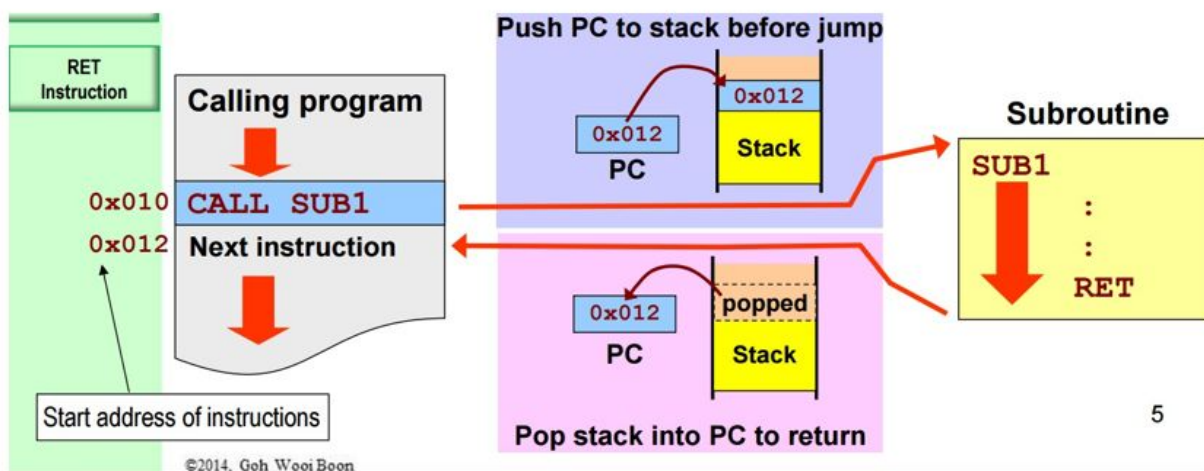 RET
Instruction
Calling program
0x010
CALL SUB1
0x012
Next instruction
Start address of instructions
©2014, Goh Wooi Boon
Push PC to stack before jump
0x012
0x012
PC
Stack
popped
0x012
PC
Stack
Pop stack into PC to return
Subroutine
SUB1
:
:
RET
5